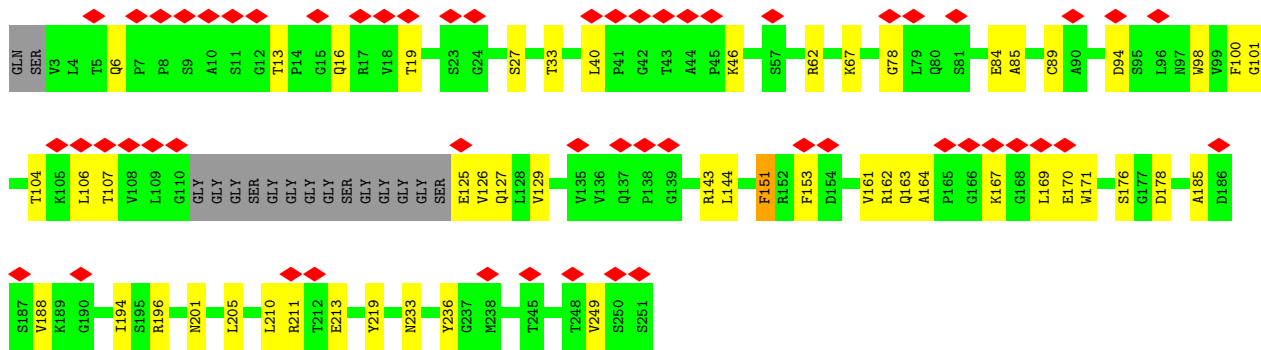 GLN SER V3 L4 T5 Q6 P7 P8 S9 A10 S11 G12 T13 P14 G15 Q16 R17 V18 T19 S23 G24 S27 T33 L40 P41 G42 T43 A44 P45 K46 S57 R62 K67 G78 L79 Q80 S81 E84 A85 C89 A90 D94 S95 L96 N97 W98 V99 F100 G101
T104 K105 L106 T107 V108 L109 G110 GLY GLY GLY SER GLY GLY GLY GLY SER GLY GLY GLY GLY SER E125 V126 Q127 L128 V129 V135 V136 Q137 P138 G139 R143 L144 F151 R152 F153 D154 V161 R162 Q163 A164 P165 G166 K167 G168 L169 E170 W171 S176 G177 D178 A185 D186
S187 V188 K189 G190 I194 S195 R196 N201 L205 L210 R211 T212 E213 Y219 N233 Y236 G237 M238 T245 T248 V249 S250 S251